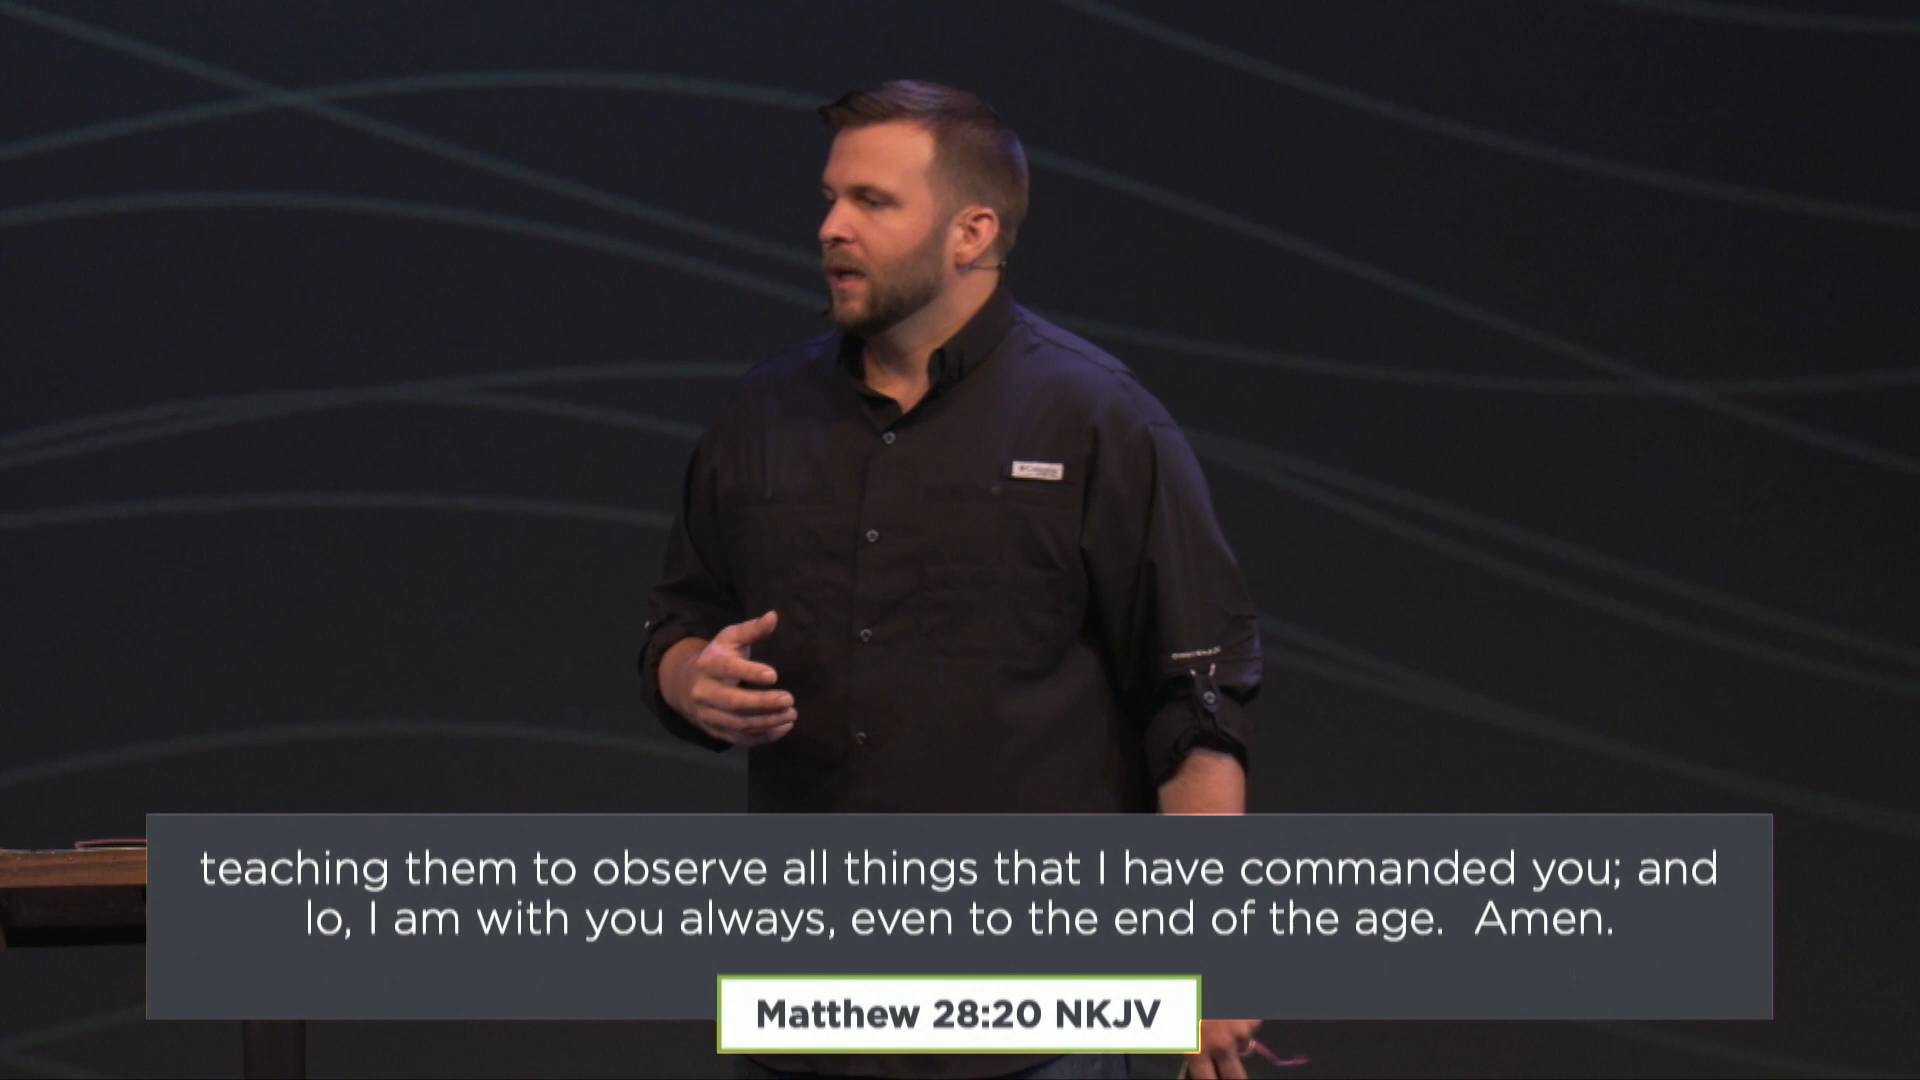 Columbia
teaching them to observe all things that I have commanded you; and
lo, I am with you always, even to the end of the age. Amen.
Matthew 28:20 NKJV